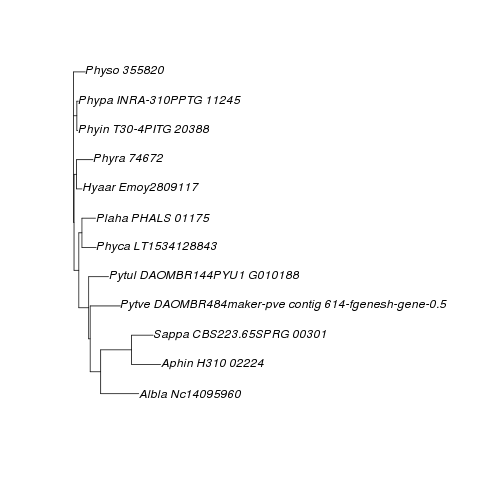 Physo 355820
Phypa INRA-310PPTG 11245
Phyin T30-4PITG 20388
Phyra 74672
Hyaar Emoy2809117
Plaha PHALS 01175
Phyca LT1534128843
Pytul DAOMBR144PYU1 G010188
Pytve DAOMBR484maker-pve contig 614-fgenesh-gene-0.5
Sappa CBS223.65SPRG 00301
Aphin H310 02224
Albla Nc14095960